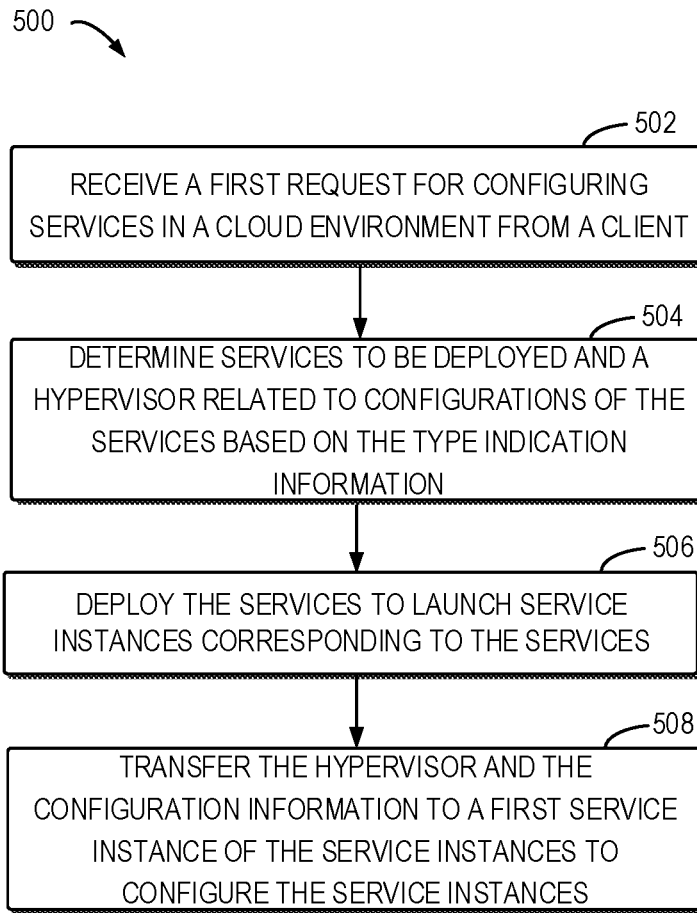 500
502
RECEIVE A FIRST REQUEST FOR CONFIGURING
SERVICES IN A CLOUD ENVIRONMENT FROM A CLIENT
504
DETERMINE SERVICES TO BE DEPLOYED AND A
HYPERVISOR RELATED TO CONFIGURATIONS OF THE
SERVICES BASED ON THE TYPE INDICATION
INFORMATION
506
DEPLOY THE SERVICES TO LAUNCH SERVICE
INSTANCES CORRESPONDING TO THE SERVICES
508
TRANSFER THE HYPERVISOR AND THE
CONFIGURATION INFORMATION TO A FIRST SERVICE
INSTANCE OF THE SERVICE INSTANCES TO
CONFIGURE THE SERVICE INSTANCES